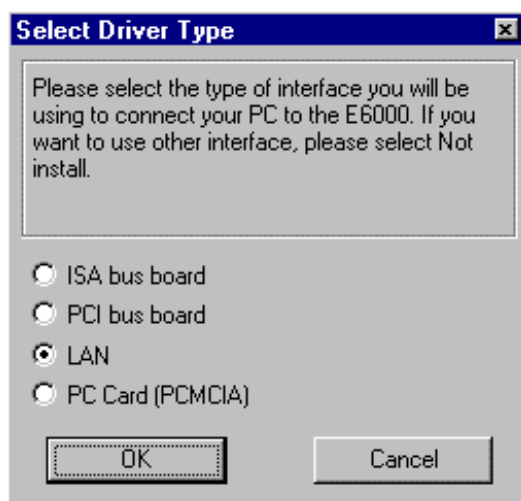 Select Driver Type
Please select the type of interface you will be
using to connect your PC to the E6000. If you
want to use other interface, please select Not
install.
ISA bus board
PCI bus board
LAN
PC Card (PCMCIA)
OK
Cancel